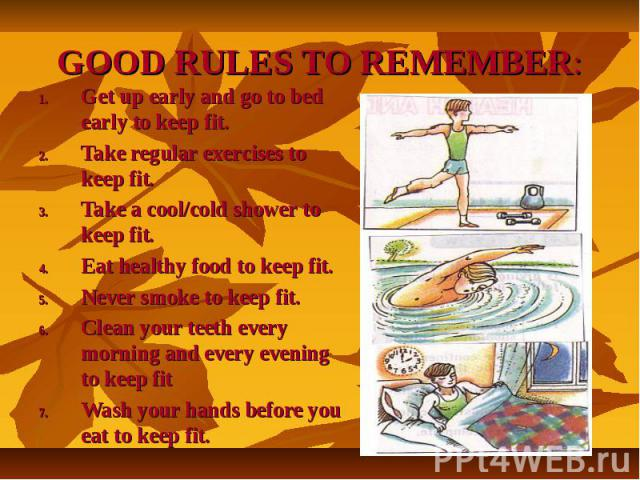 GOOD RULES TO REMEMBER:
1. Get up early and go to bed
early to keep fit.
2. Take regular exercises to
keep fit.
3. Take a cool/cold shower to
keep fit.
4. Eat healthy food to keep fit.
5. Never smoke to keep fit.
6. Clean your teeth every
morning and every evening
to keep fit
7. Wash your hands before you
eat to keep fit.
PPt4WEB.ru